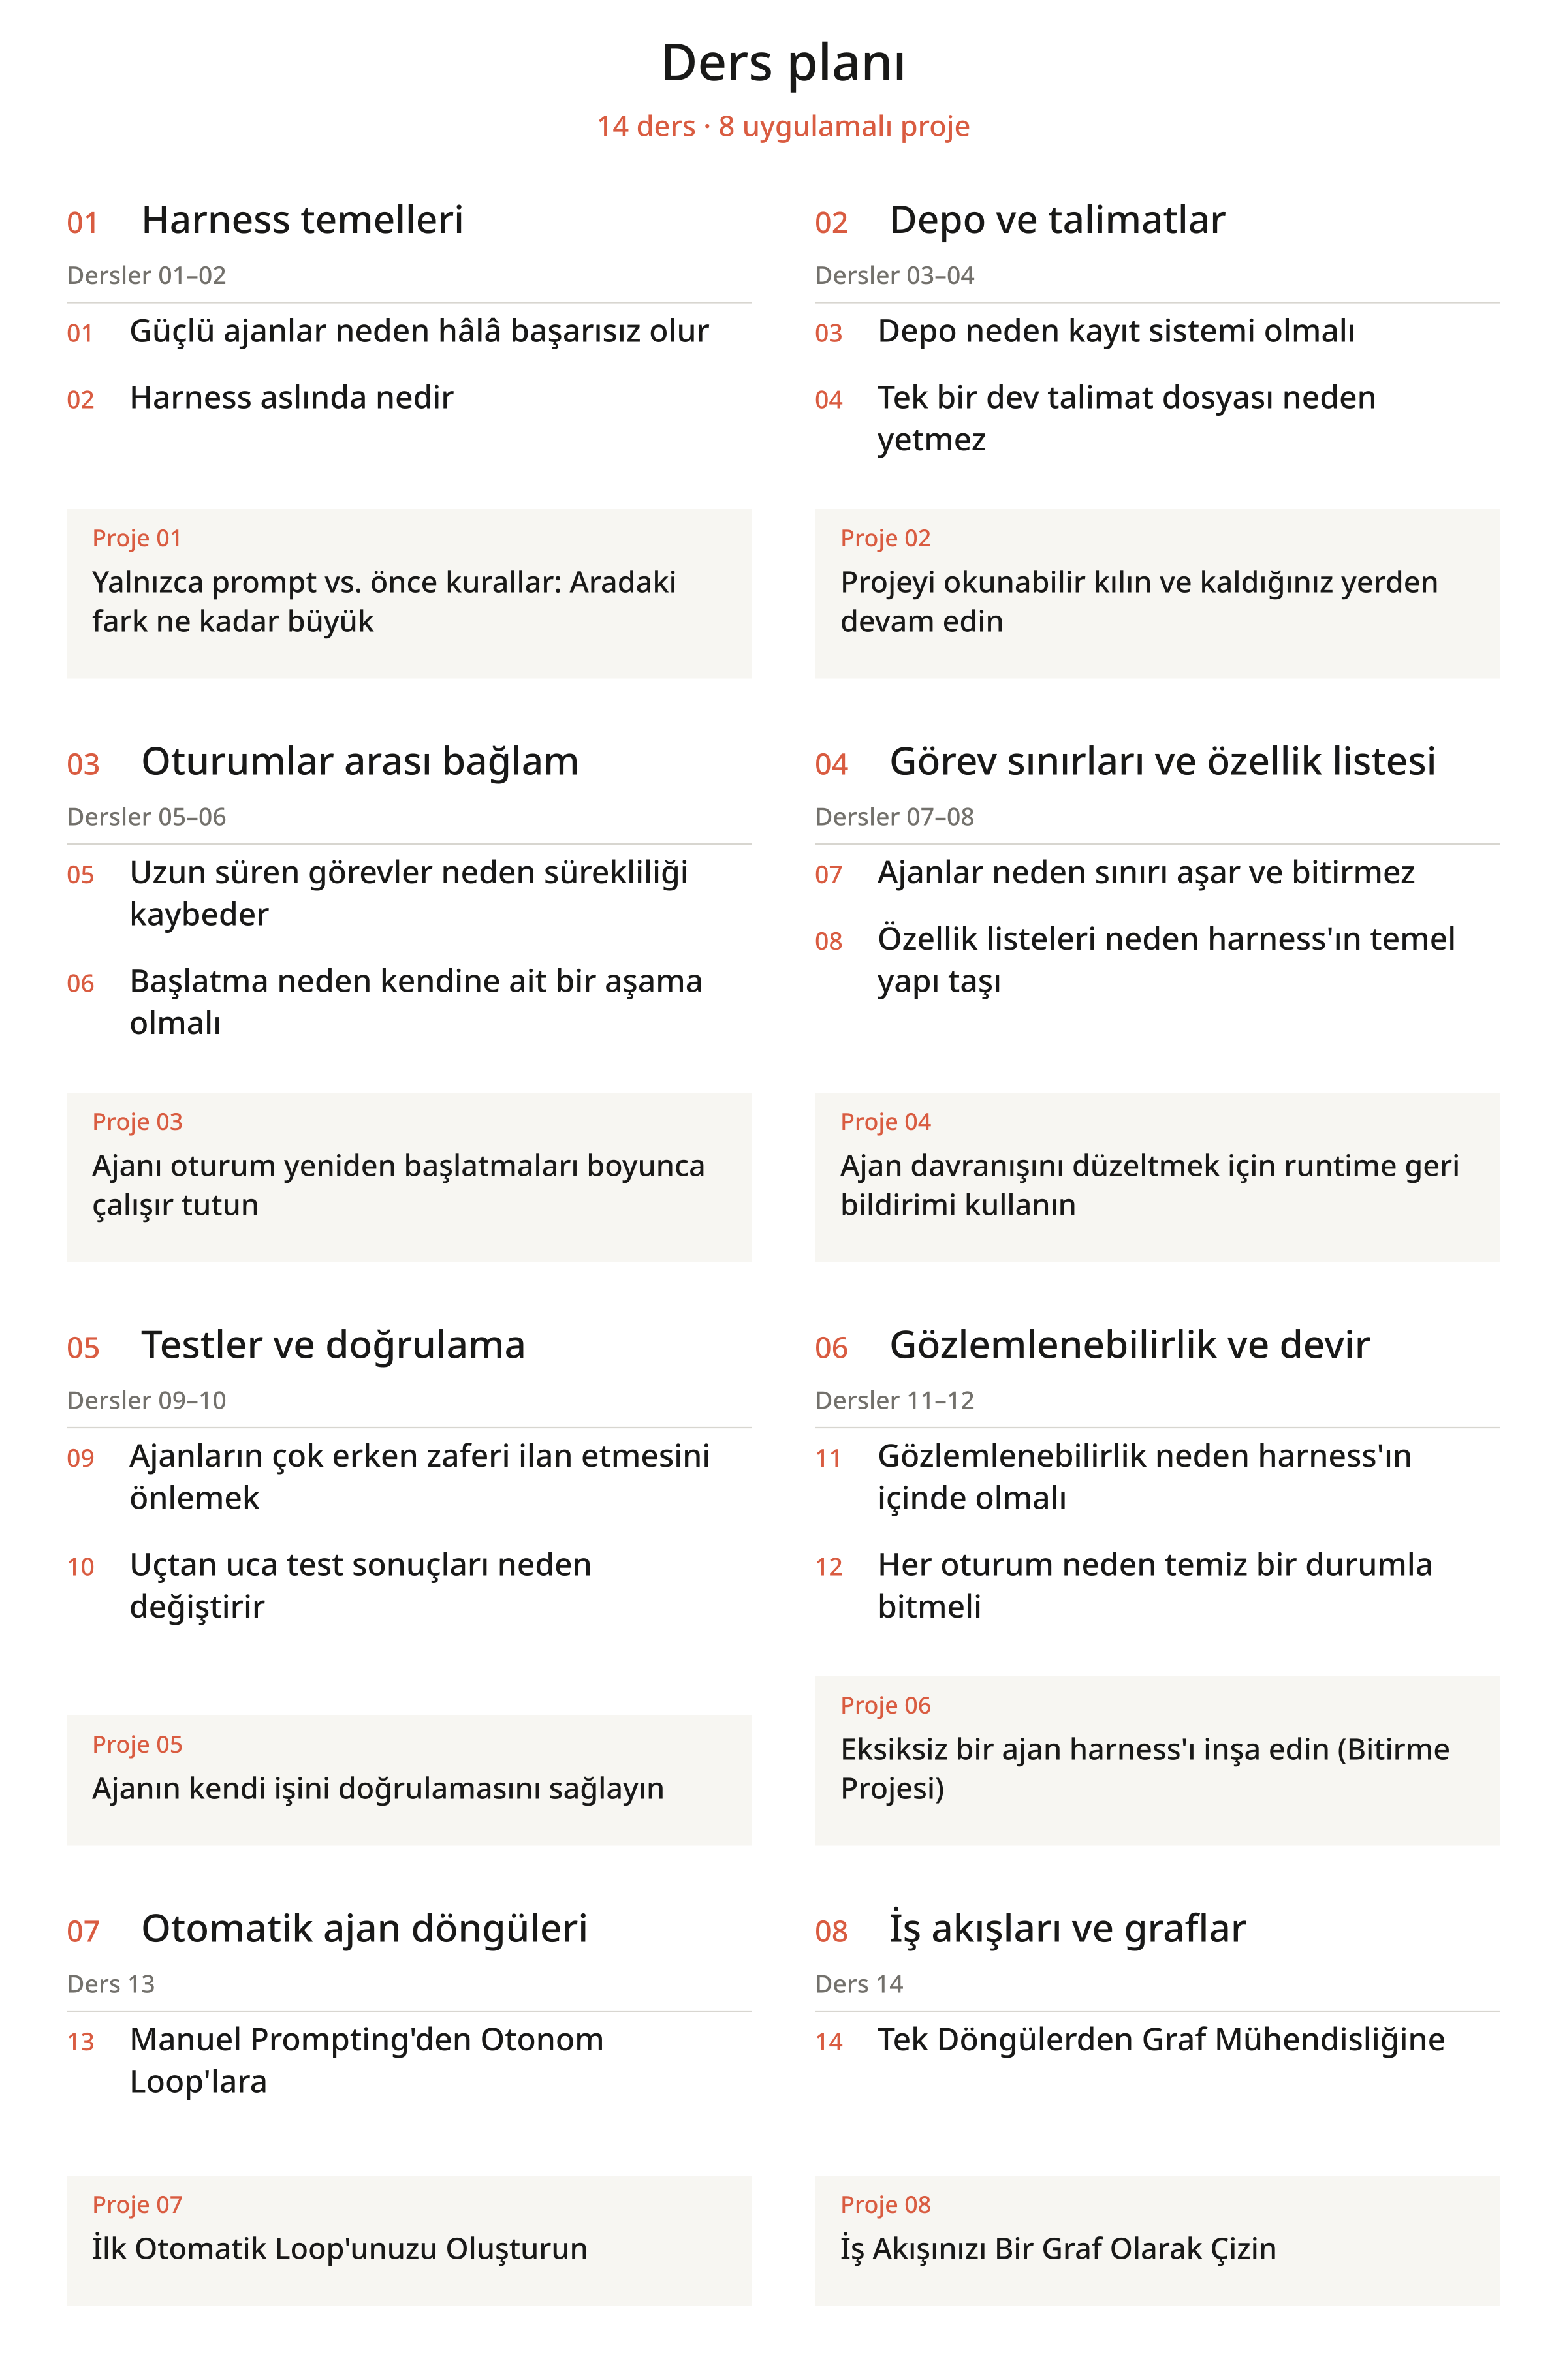 Ders planı
14 ders · 8 uygulamalı proje
01 Harness temelleri
Dersler 01–02
01 Güçlü ajanlar neden hâlâ başarısız olur
02 Harness aslında nedir
Proje 01
Yalnızca prompt vs. önce kurallar: Aradaki
fark ne kadar büyük
02 Depo ve talimatlar
Dersler 03–04
03 Depo neden kayıt sistemi olmalı
04 Tek bir dev talimat dosyası neden
yetmez
Proje 02
Projeyi okunabilir kılın ve kaldığınız yerden
devam edin
03 Oturumlar arası bağlam
Dersler 05–06
05 Uzun süren görevler neden sürekliliği
kaybeder
06 Başlatma neden kendine ait bir aşama
olmalı
Proje 03
Ajanı oturum yeniden başlatmaları boyunca
çalışır tutun
04 Görev sınırları ve özellik listesi
Dersler 07–08
07 Ajanlar neden sınırı aşar ve bitirmez
08 Özellik listeleri neden harness'ın temel
yapı taşı
Proje 04
Ajan davranışını düzeltmek için runtime geri
bildirimi kullanın
05 Testler ve doğrulama
Dersler 09–10
09 Ajanların çok erken zaferi ilan etmesini
önlemek
10 Uçtan uca test sonuçları neden
değiştirir
Proje 05
Ajanın kendi işini doğrulamasını sağlayın
06 Gözlemlenebilirlik ve devir
Dersler 11–12
11 Gözlemlenebilirlik neden harness'ın
içinde olmalı
12 Her oturum neden temiz bir durumla
bitmeli
Proje 06
Eksiksiz bir ajan harness'ı inşa edin (Bitirme
Projesi)
07 Otomatik ajan döngüleri
Ders 13
13 Manuel Prompting'den Otonom
Loop'lara
Proje 07
İlk Otomatik Loop'unuzu Oluşturun
08 İş akışları ve graflar
Ders 14
14 Tek Döngülerden Graf Mühendisliğine
Proje 08
İş Akışınızı Bir Graf Olarak Çizin